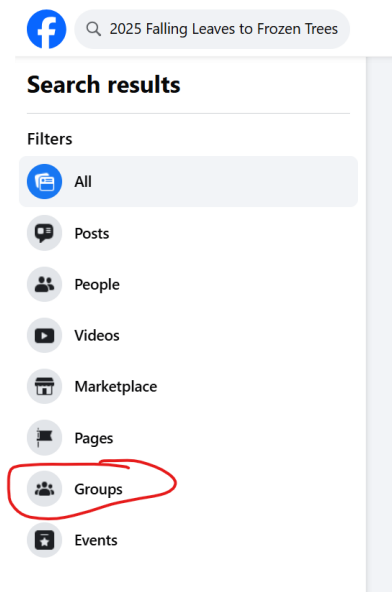 2025 Falling Leaves to Frozen Trees
Search results
Filters
All
Posts
People
Videos
Marketplace
Pages
Groups
Events